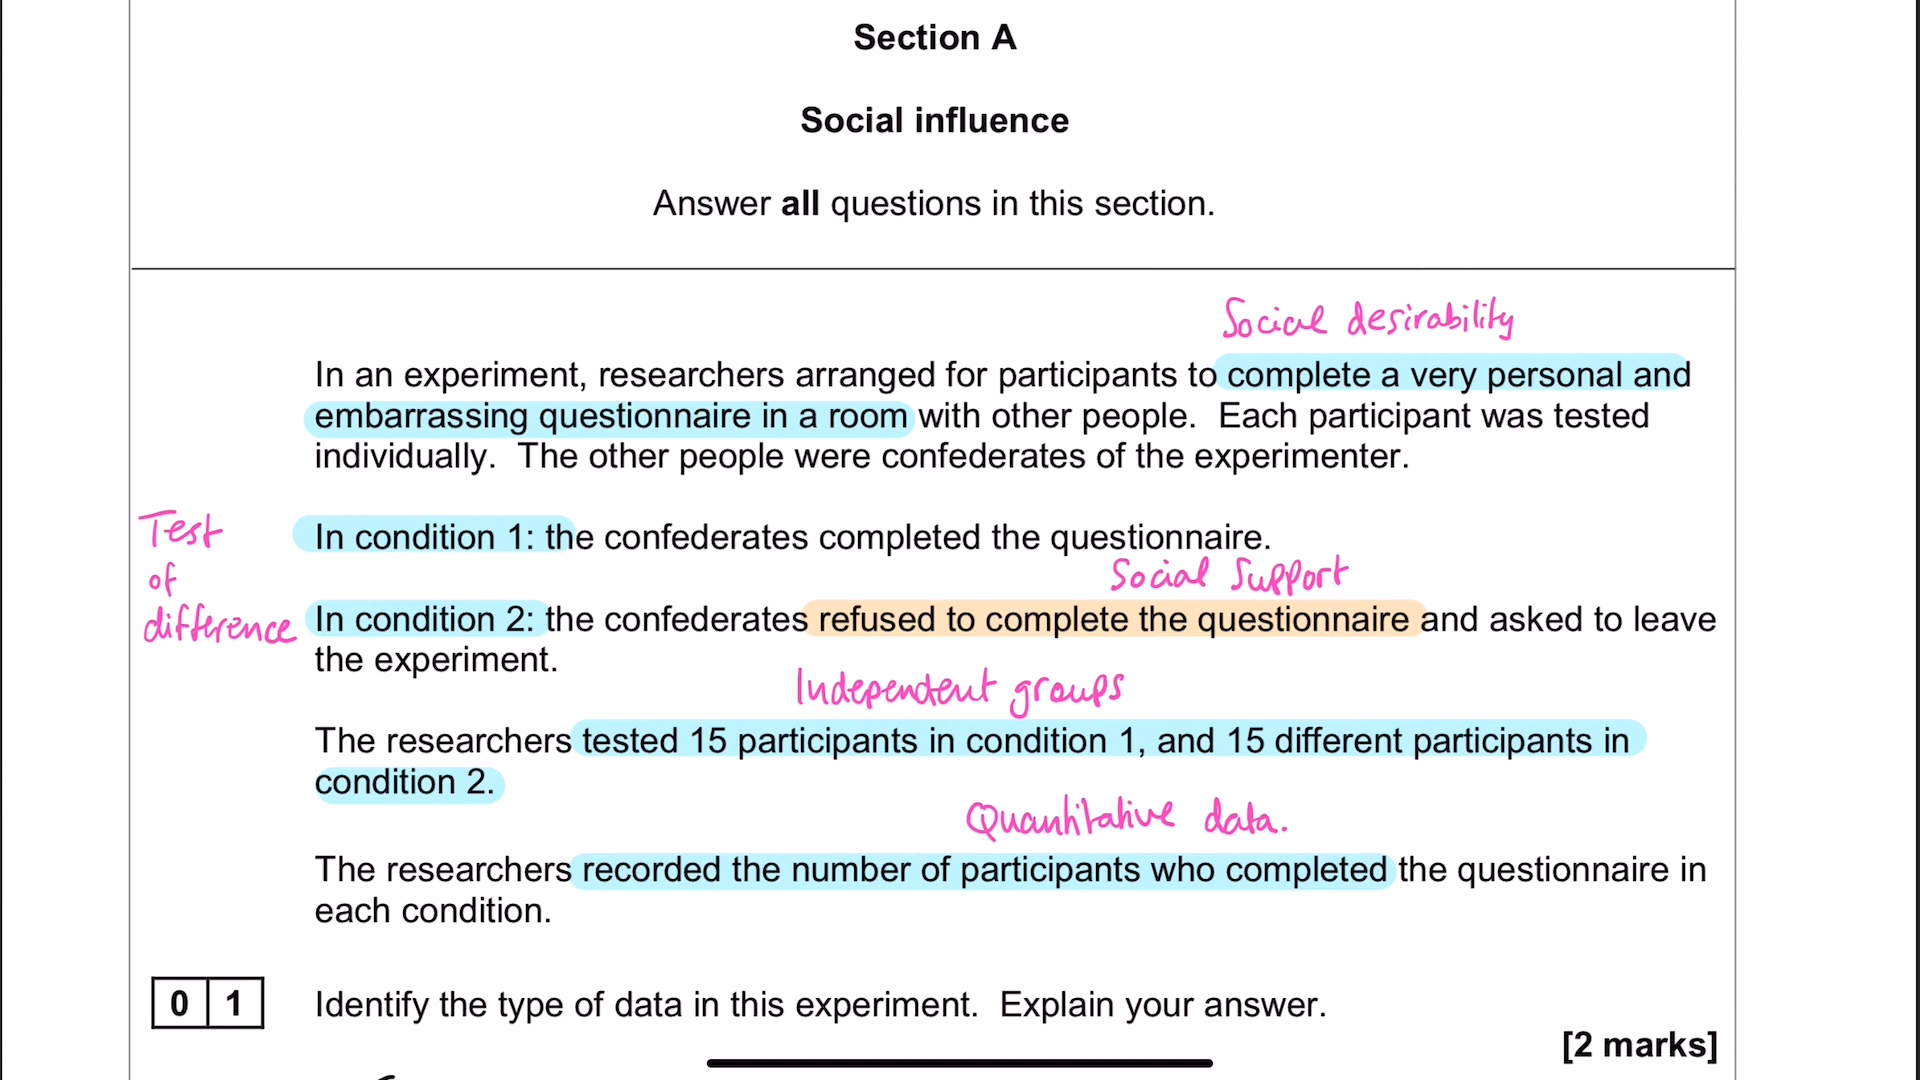 Section A
Social influence
Answer all questions in this section.
Social desirability
In an experiment, researchers arranged for participants to complete a very personal and
embarrassing questionnaire in a room with other people. Each participant was tested
individually. The other people were confederates of the experimenter.
Test
of
difference
In condition 1: the confederates completed the questionnaire.
Social Support
In condition 2: the confederates refused to complete the questionnaire and asked to leave
the experiment.
Independent groups
The researchers tested 15 participants in condition 1, and 15 different participants in
condition 2.
Quantitative data.
The researchers recorded the number of participants who completed the questionnaire in
each condition.
0 1 Identify the type of data in this experiment. Explain your answer.
[2 marks]